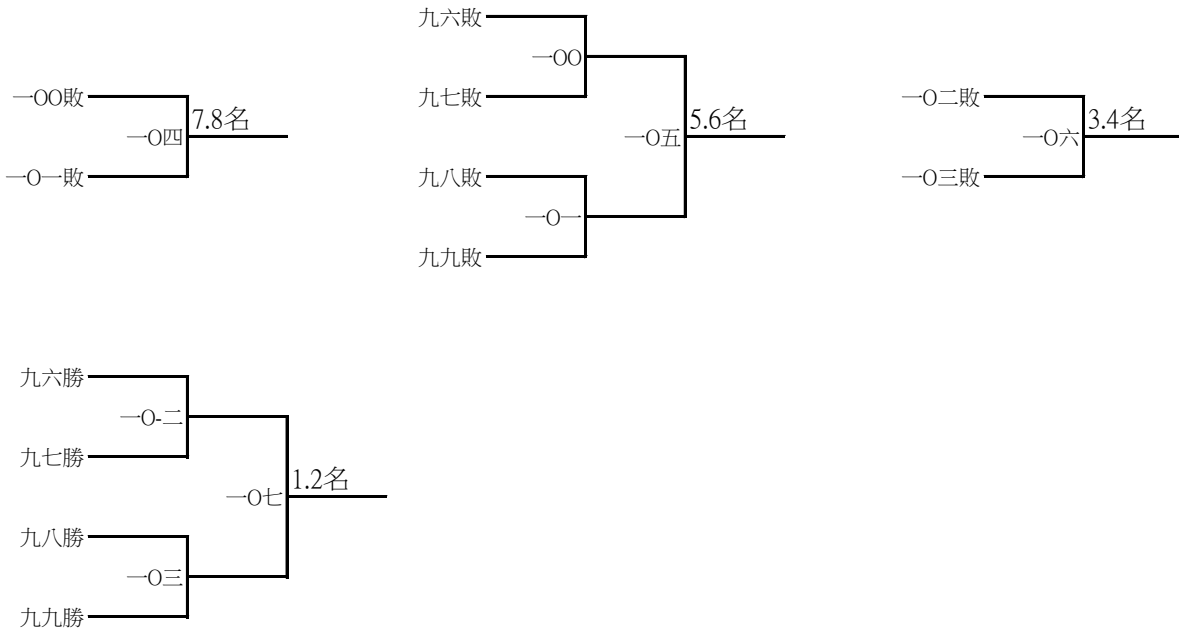 一OO敗
一O四
7.8名
一O一敗
九六敗
一OO
九七敗
一O五
5.6名
九八敗
一O一
九九敗
一O二敗
一O六
3.4名
一O三敗
九六勝
一O-二
九七勝
一O七
1.2名
九八勝
一O三
九九勝